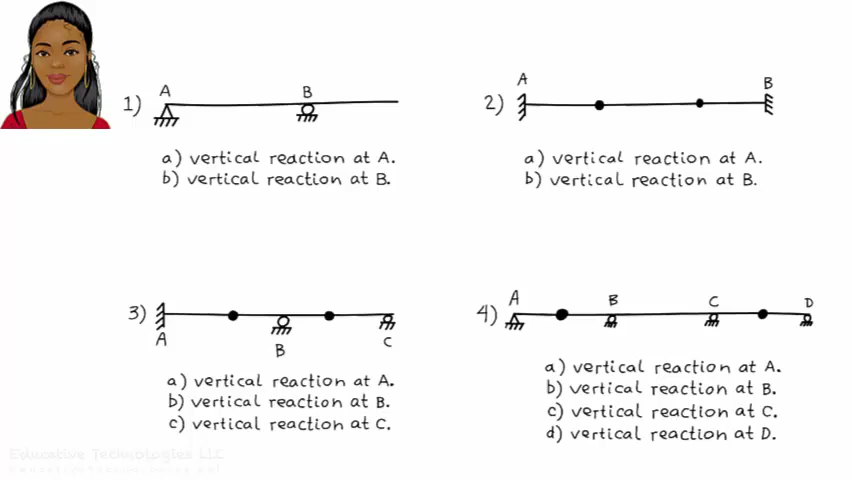 A B
1)
a) vertical reaction at A.
b) vertical reaction at B.
A B
2)
a) vertical reaction at A.
b) vertical reaction at B.
3)
A B C
a) vertical reaction at A.
b) vertical reaction at B.
c) vertical reaction at C.
A B C D
4)
a) vertical reaction at A.
b) vertical reaction at B.
c) vertical reaction at C.
d) vertical reaction at D.
Educative Technologies LLC